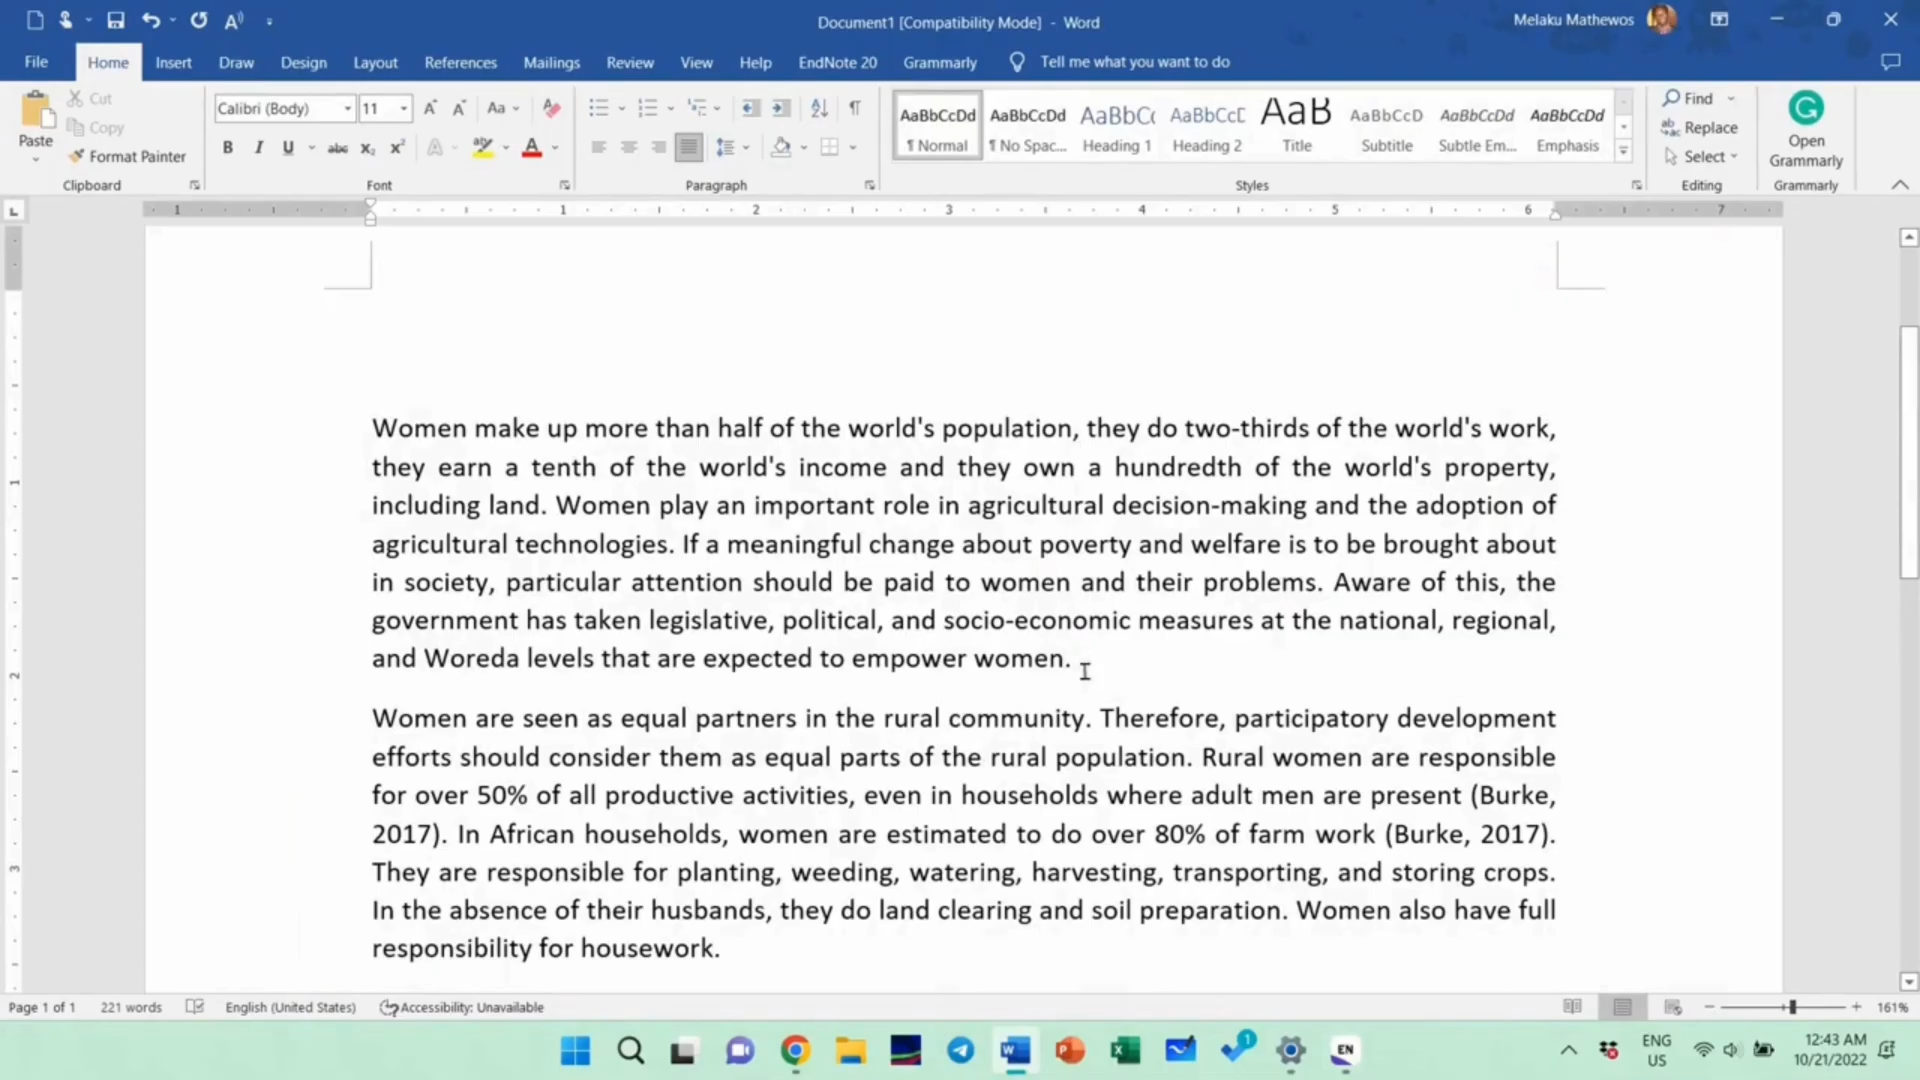 Document1 [Compatibility Mode] - Word
Melaku Mathewos
File Home Insert Draw Design Layout References Mailings Review View Help EndNote 20 Grammarly Tell me what you want to do
Paste
Cut
Copy
Format Painter
Clipboard
Calibri (Body) 11
Font
Paragraph
AaBbCcDd AaBbCcDd AaBbCc AaBbCcD AaB AaBbCcD AaBbCcDd AaBbCcDd
¶ Normal ¶ No Spac... Heading 1 Heading 2 Title Subtitle Subtle Em... Emphasis
Styles
Find
Replace
Select
Editing
Open
Grammarly
Grammarly
1 1 2 3 4 5 6 7
Women make up more than half of the world's population, they do two-thirds of the world's work,
they earn a tenth of the world's income and they own a hundredth of the world's property,
including land. Women play an important role in agricultural decision-making and the adoption of
agricultural technologies. If a meaningful change about poverty and welfare is to be brought about
in society, particular attention should be paid to women and their problems. Aware of this, the
government has taken legislative, political, and socio-economic measures at the national, regional,
and Woreda levels that are expected to empower women.
Women are seen as equal partners in the rural community. Therefore, participatory development
efforts should consider them as equal parts of the rural population. Rural women are responsible
for over 50% of all productive activities, even in households where adult men are present (Burke,
2017). In African households, women are estimated to do over 80% of farm work (Burke, 2017).
They are responsible for planting, weeding, watering, harvesting, transporting, and storing crops.
In the absence of their husbands, they do land clearing and soil preparation. Women also have full
responsibility for housework.
Page 1 of 1 221 words English (United States) Accessibility: Unavailable 161%
EN
ENG
US
12:43 AM
10/21/2022